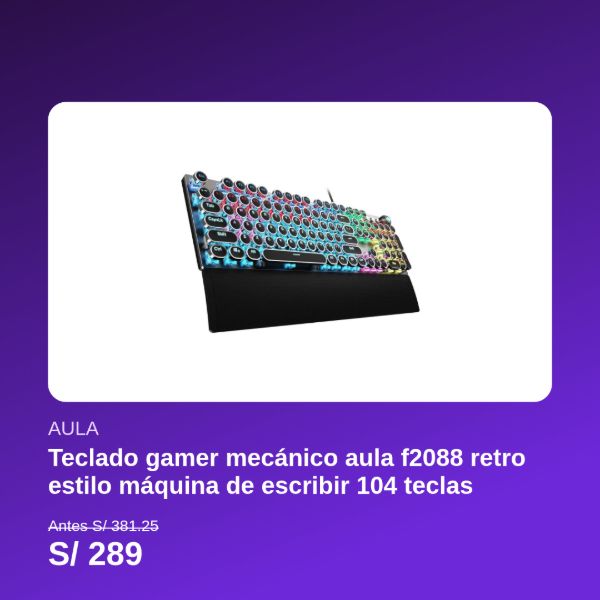 AULA
Teclado gamer mecánico aula f2088 retro
estilo máquina de escribir 104 teclas
Antes S/ 381.25
S/ 289